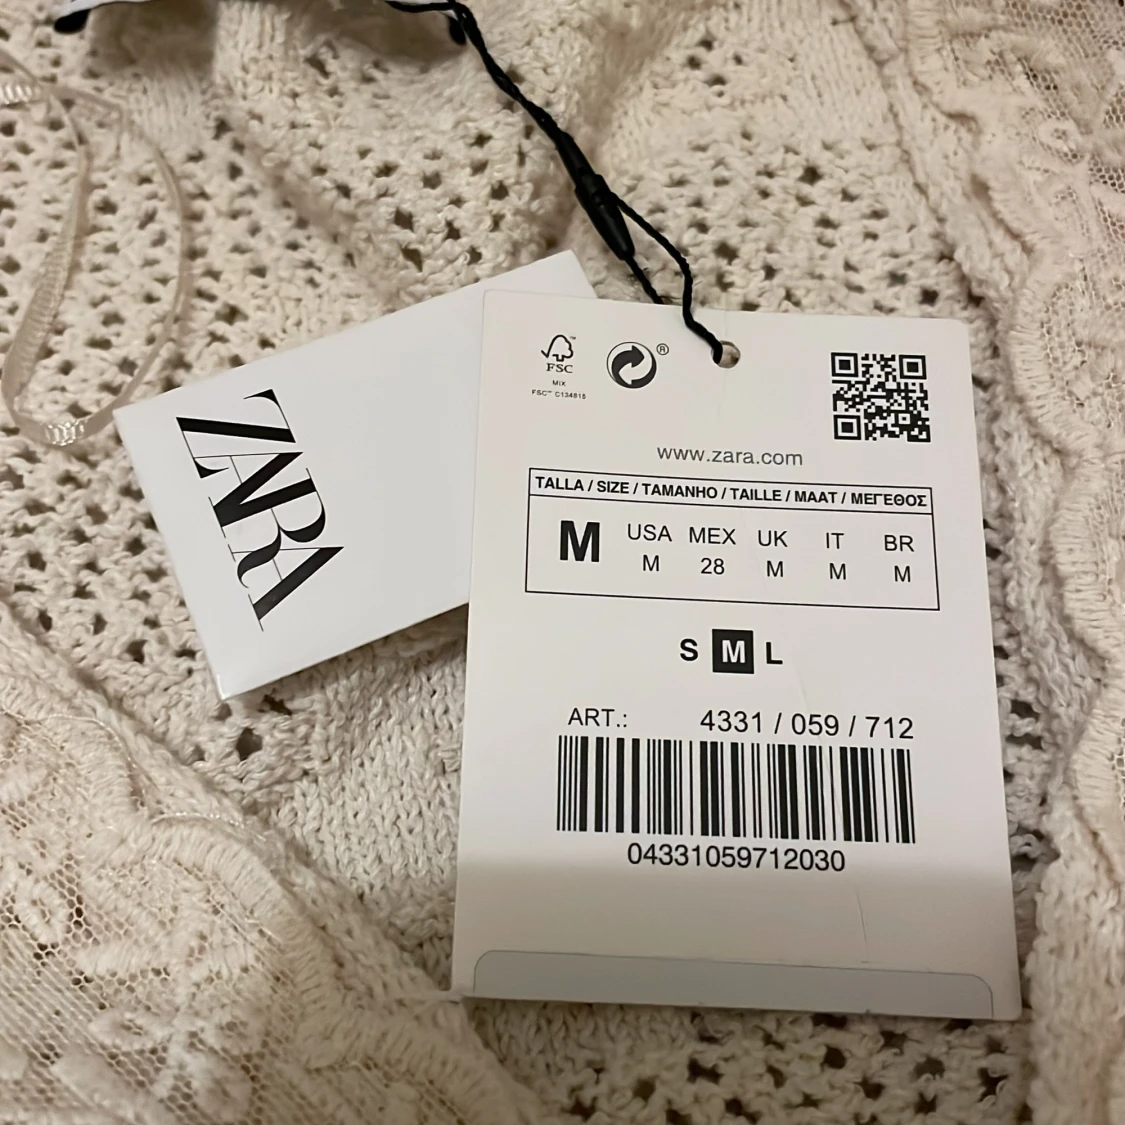 ZARA
FSC
MIX
FSC™ C134815
®
www.zara.com
TALLA / SIZE / TAMANHO / TAILLE / MAAT / ΜΕΓΕΘΟΣ
M USA MEX UK IT BR
M 28 M M M
S M L
ART.: 4331 / 059 / 712
04331059712030